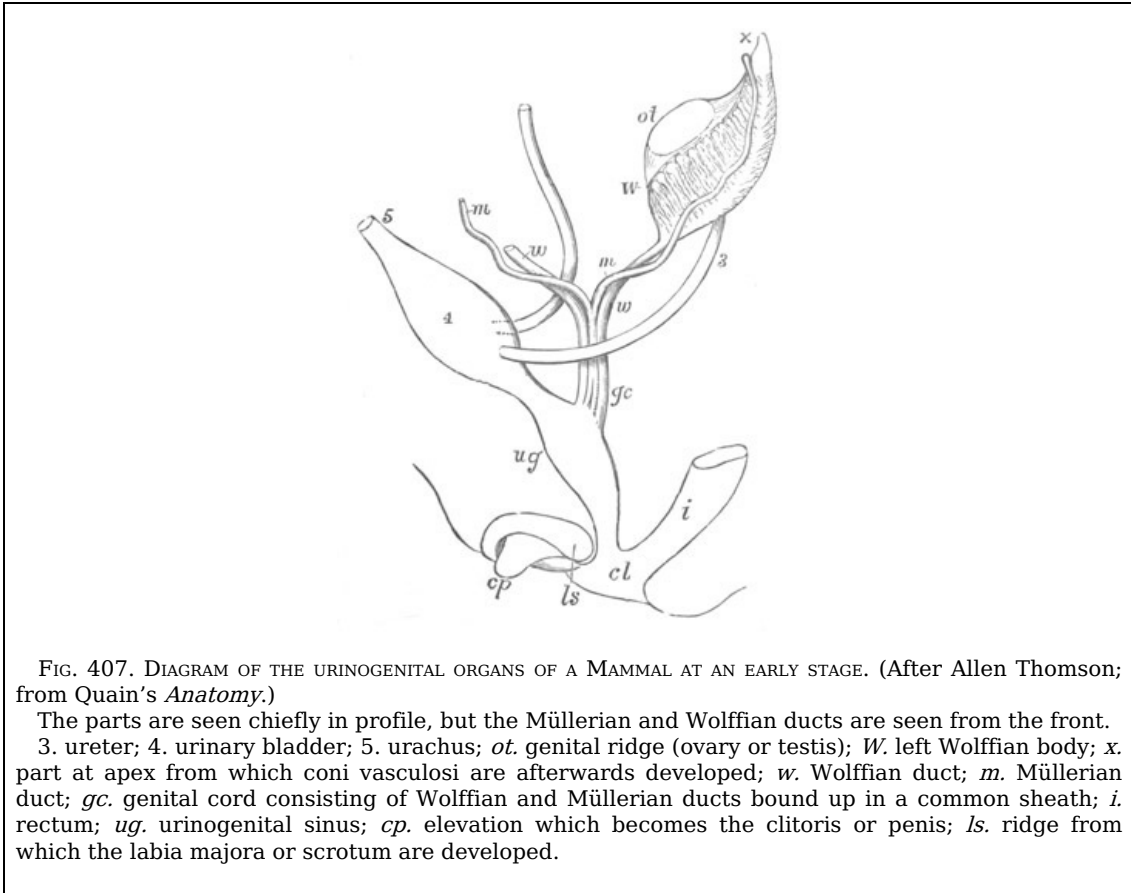 x
ot
W
5
m
w
m
3
4
w
gc
ug
i
cp
ls
cl
FIG. 407. DIAGRAM OF THE URINOGENITAL ORGANS OF A MAMMAL AT AN EARLY STAGE. (After Allen Thomson;
from Quain’s Anatomy.)
The parts are seen chiefly in profile, but the Müllerian and Wolffian ducts are seen from the front.
3. ureter; 4. urinary bladder; 5. urachus; ot. genital ridge (ovary or testis); W. left Wolffian body; x.
part at apex from which coni vasculosi are afterwards developed; w. Wolffian duct; m. Müllerian
duct; gc. genital cord consisting of Wolffian and Müllerian ducts bound up in a common sheath; i.
rectum; ug. urinogenital sinus; cp. elevation which becomes the clitoris or penis; ls. ridge from
which the labia majora or scrotum are developed.